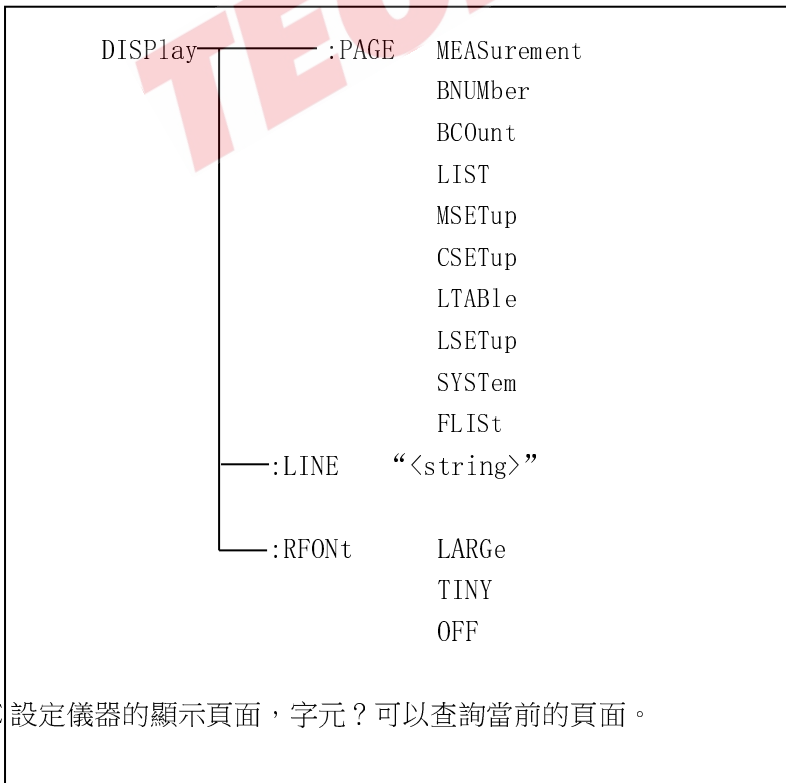 DISPlay :PAGE MEASurement
BNUMber
BCOunt
LIST
MSETup
CSETup
LTABle
LSETup
SYSTem
FLISt
:LINE “<string>”
:RFONt LARGe
TINY
OFF
設定儀器的顯示頁面，字元？可以查詢當前的頁面。